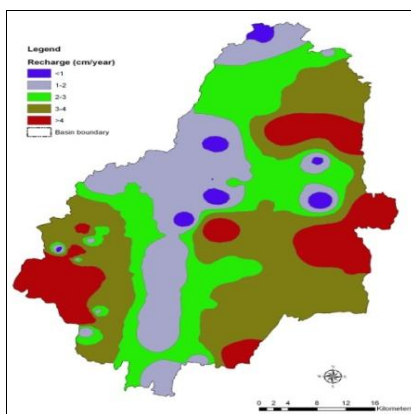 Legend
Recharge (cm/year)
<1
1-2
2-3
3-4
>4
Basin boundary
0 2 4 8 12 16
Kilometers